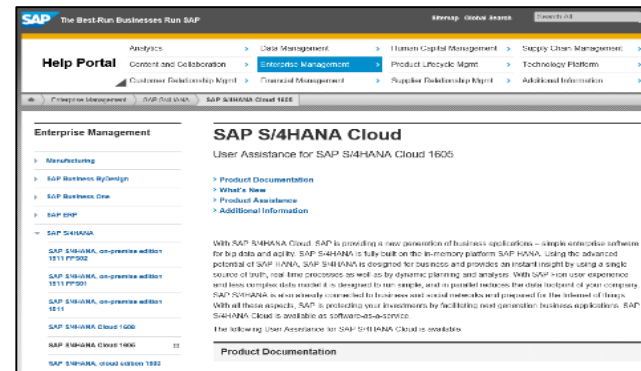 SAP The Best-Run Businesses Run SAP
Sitemap Global Search Search All
Help Portal
Analytics > Data Management > Human Capital Management > Supply Chain Management >
Content and Collaboration > Enterprise Management > Product Lifecycle Mgmt > Technology Platform >
Customer Relationship Mgmt > Financial Management > Supplier Relationship Mgmt > Additional Information >
Enterprise Management SAP S/4HANA SAP S/4HANA Cloud 1605
Enterprise Management
Manufacturing
SAP Business ByDesign
SAP Business One
SAP ERP
SAP S/4HANA
SAP S/4HANA, on-premise edition
1511 FPS02
SAP S/4HANA, on-premise edition
1511 FPS01
SAP S/4HANA, on-premise edition
1511
SAP S/4HANA Cloud 1608
SAP S/4HANA Cloud 1605
SAP S/4HANA, cloud edition 1603
SAP S/4HANA Cloud
User Assistance for SAP S/4HANA Cloud 1605
> Product Documentation
> What's New
> Product Assistance
> Additional Information
With SAP S/4HANA Cloud, SAP is providing a new generation of business applications – simple enterprise software
for big data and agility. SAP S/4HANA is fully built on the in-memory platform SAP HANA. Using the advanced
potential of SAP HANA, SAP S/4HANA is designed for business and provides an instant insight by using a single
source of truth, real-time processes as well as by dynamic planning and analysis. With SAP Fiori user experience
and less complex data model it is designed to run simple, and in parallel reduces the data footprint of your company.
SAP S/4HANA is also already connected to business and social networks and prepared for the Internet of things.
With all these aspects, SAP is protecting your investments by facilitating next generation business applications. SAP
S/4HANA Cloud is available as software-as-a-service.
The following User Assistance for SAP S/4HANA Cloud is available.
Product Documentation